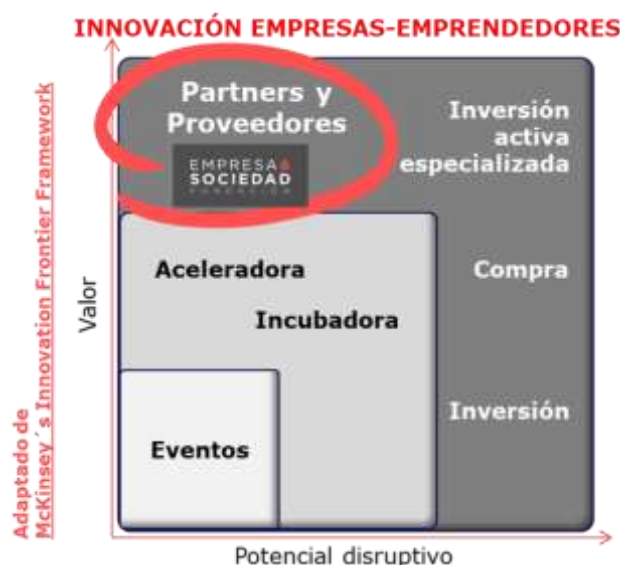 INNOVACIÓN EMPRESAS-EMPRENDEDORES
Adaptado de
McKinsey´s Innovation Frontier Framework
Valor
Partners y
Proveedores
EMPRESA&
SOCIEDAD
FUNDACIÓN
Inversión
activa
especializada
Aceleradora
Compra
Incubadora
Inversión
Eventos
Potencial disruptivo